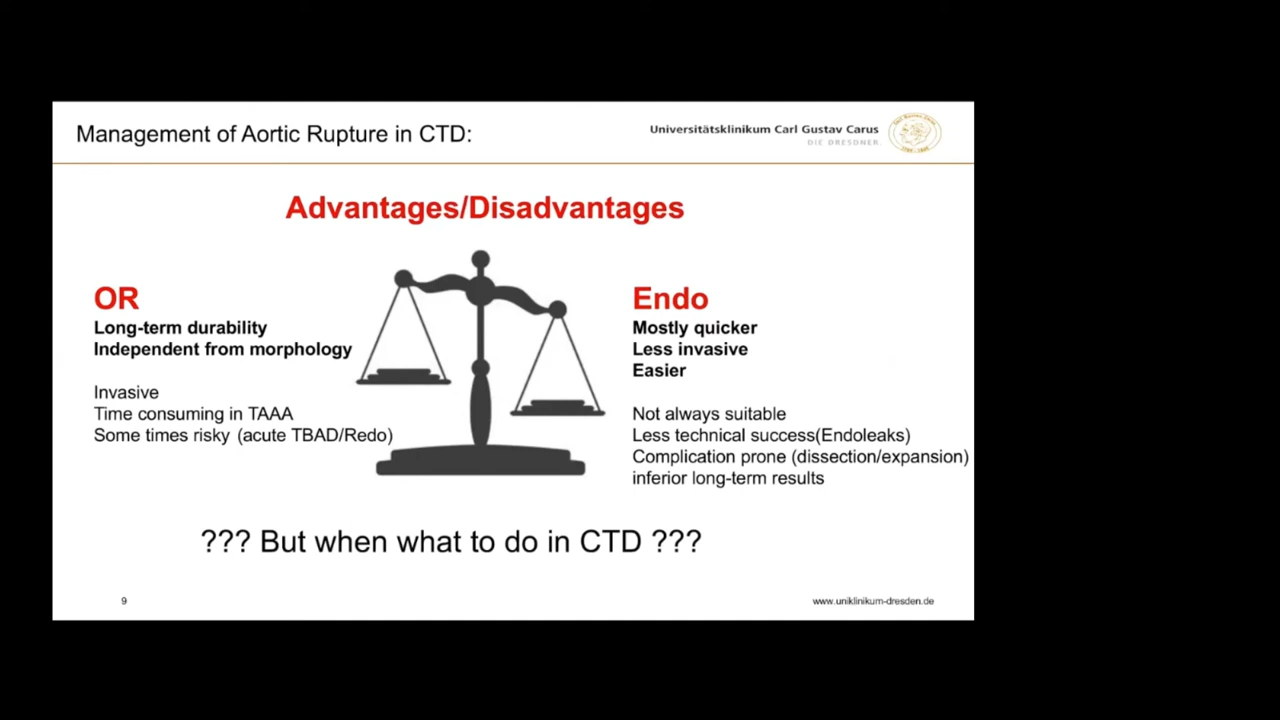 Management of Aortic Rupture in CTD:
Universitätsklinikum Carl Gustav Carus
DIE DRESDNER.
Advantages/Disadvantages
OR
Long-term durability
Independent from morphology
Invasive
Time consuming in TAAA
Some times risky (acute TBAD/Redo)
Endo
Mostly quicker
Less invasive
Easier
Not always suitable
Less technical success(Endoleaks)
Complication prone (dissection/expansion)
inferior long-term results
??? But when what to do in CTD ???
9
www.uniklinikum-dresden.de